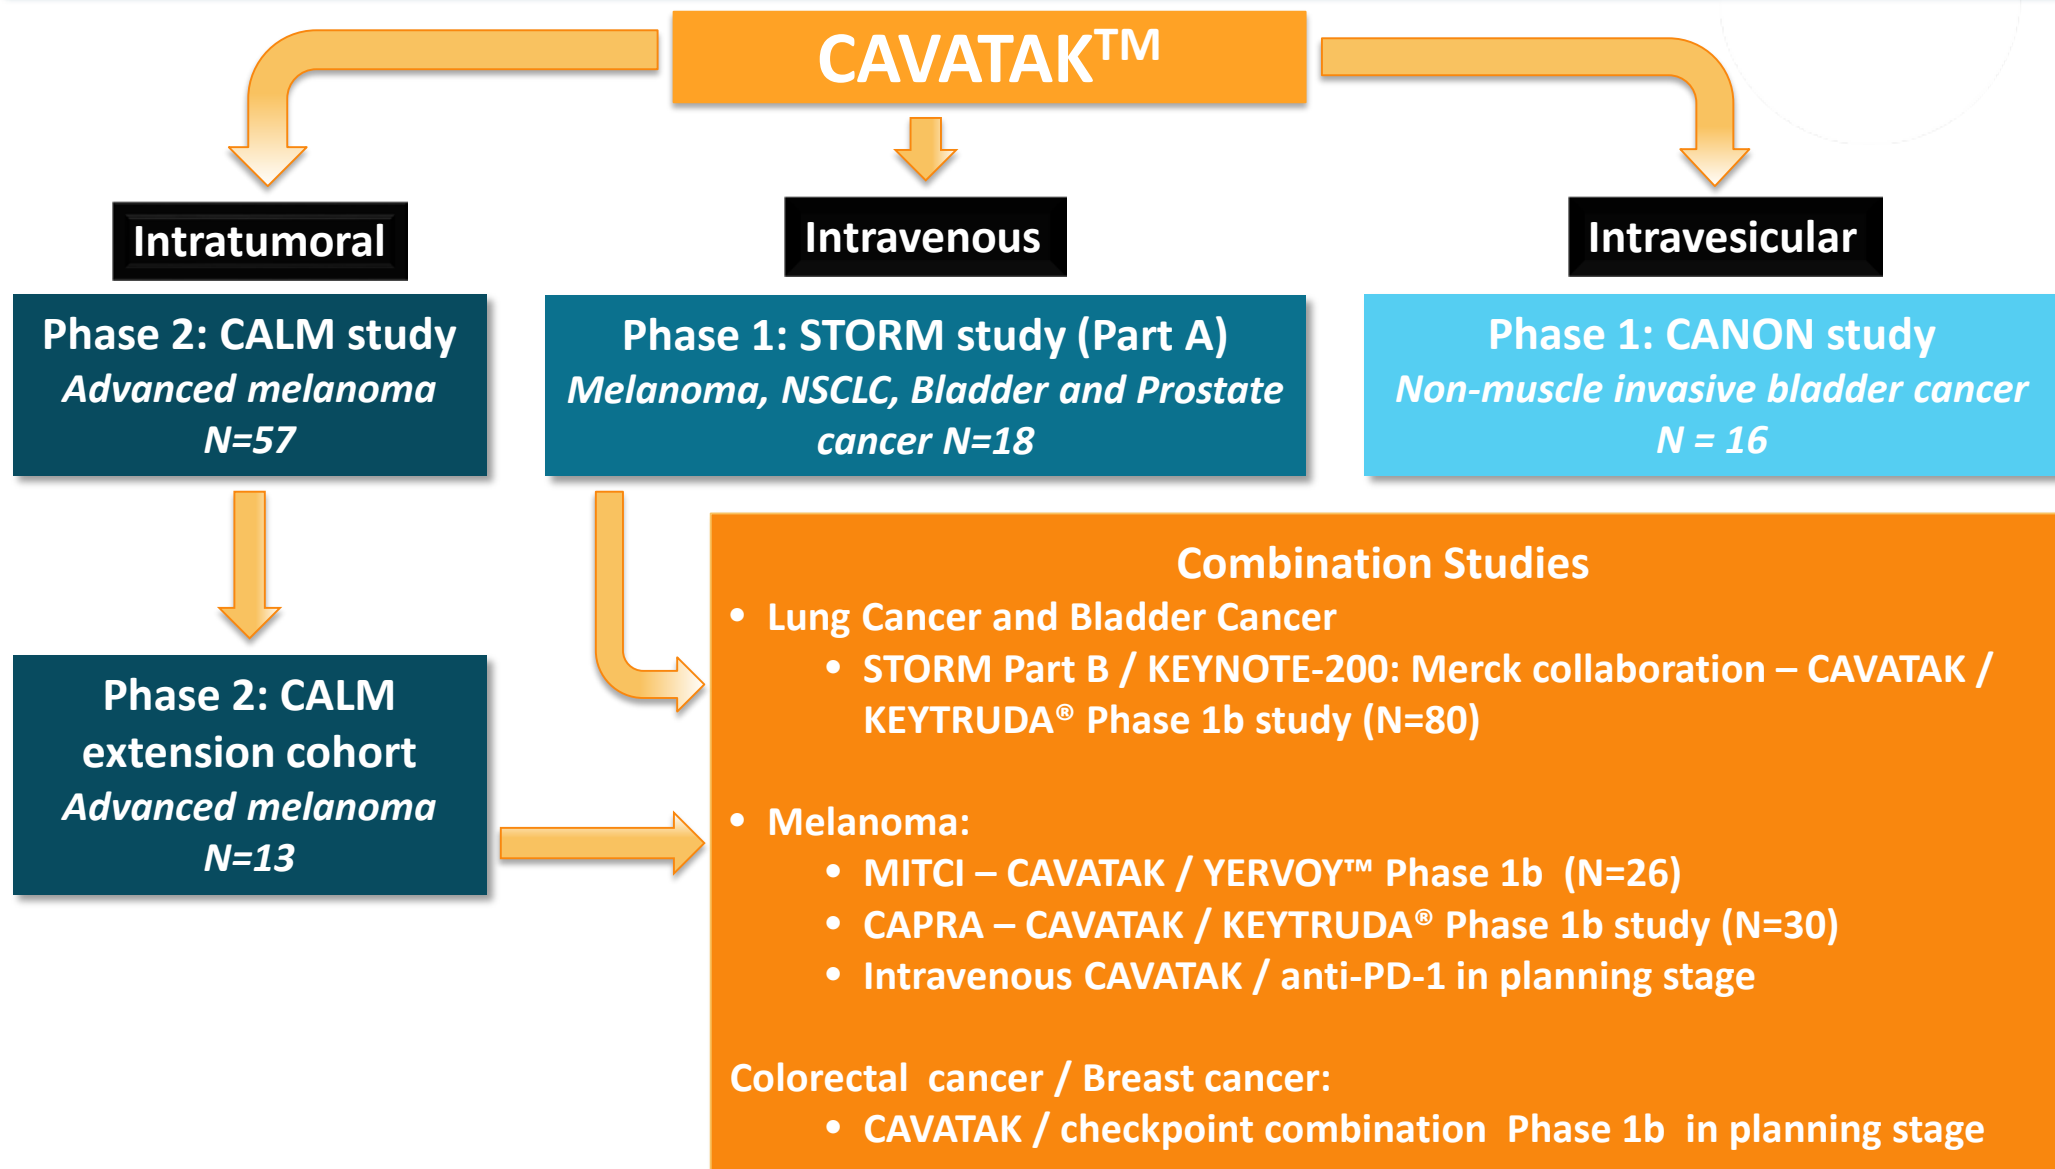 CAVATAK™
Intratumoral
Intravenous
Intravesicular
Phase 2: CALM study
Advanced melanoma
N=57
Phase 1: STORM study (Part A)
Melanoma, NSCLC, Bladder and Prostate
cancer N=18
Phase 1: CANON study
Non-muscle invasive bladder cancer
N = 16
Phase 2: CALM
extension cohort
Advanced melanoma
N=13
Combination Studies
• Lung Cancer and Bladder Cancer
• STORM Part B / KEYNOTE-200: Merck collaboration – CAVATAK /
KEYTRUDA® Phase 1b study (N=80)
• Melanoma:
• MITCI – CAVATAK / YERVOY™ Phase 1b (N=26)
• CAPRA – CAVATAK / KEYTRUDA® Phase 1b study (N=30)
• Intravenous CAVATAK / anti-PD-1 in planning stage
Colorectal cancer / Breast cancer:
• CAVATAK / checkpoint combination Phase 1b in planning stage